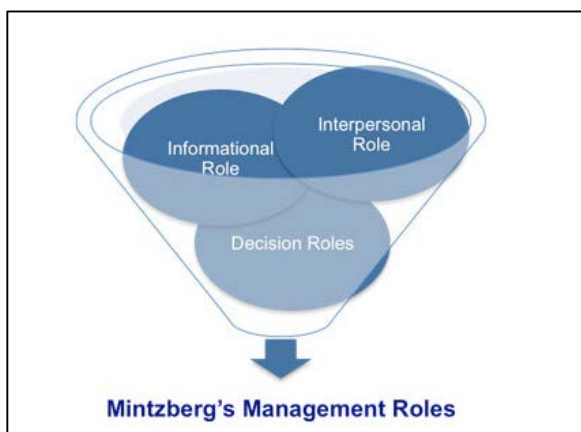 Informational
Role
Interpersonal
Role
Decision Roles
Mintzberg's Management Roles